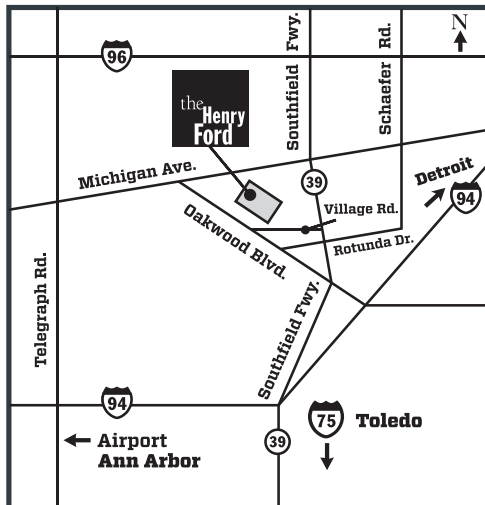 N
96
Southfield Fwy.
Schaefer Rd.
the
Henry
Ford
Michigan Ave.
39
Detroit
94
Village Rd.
Oakwood Blvd.
Rotunda Dr.
Telegraph Rd.
Southfield Fwy.
94
75
Toledo
39
Airport
Ann Arbor